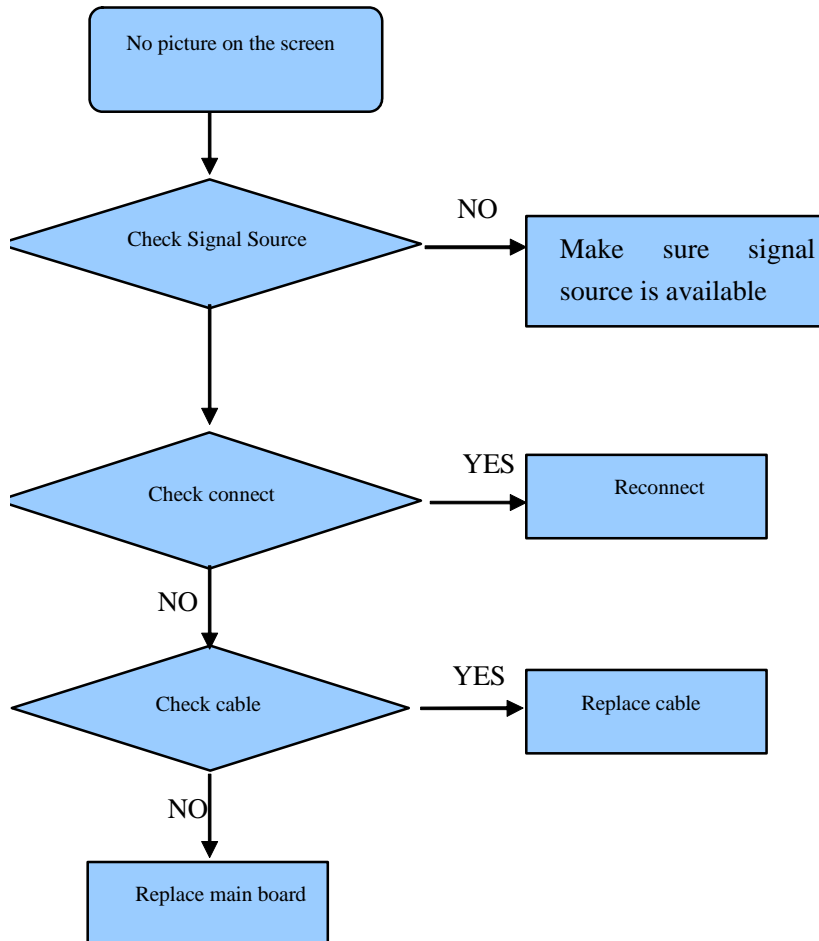 No picture on the screen
Check Signal Source
NO
Make sure signal
source is available
Check connect
YES
Reconnect
NO
Check cable
YES
Replace cable
NO
Replace main board